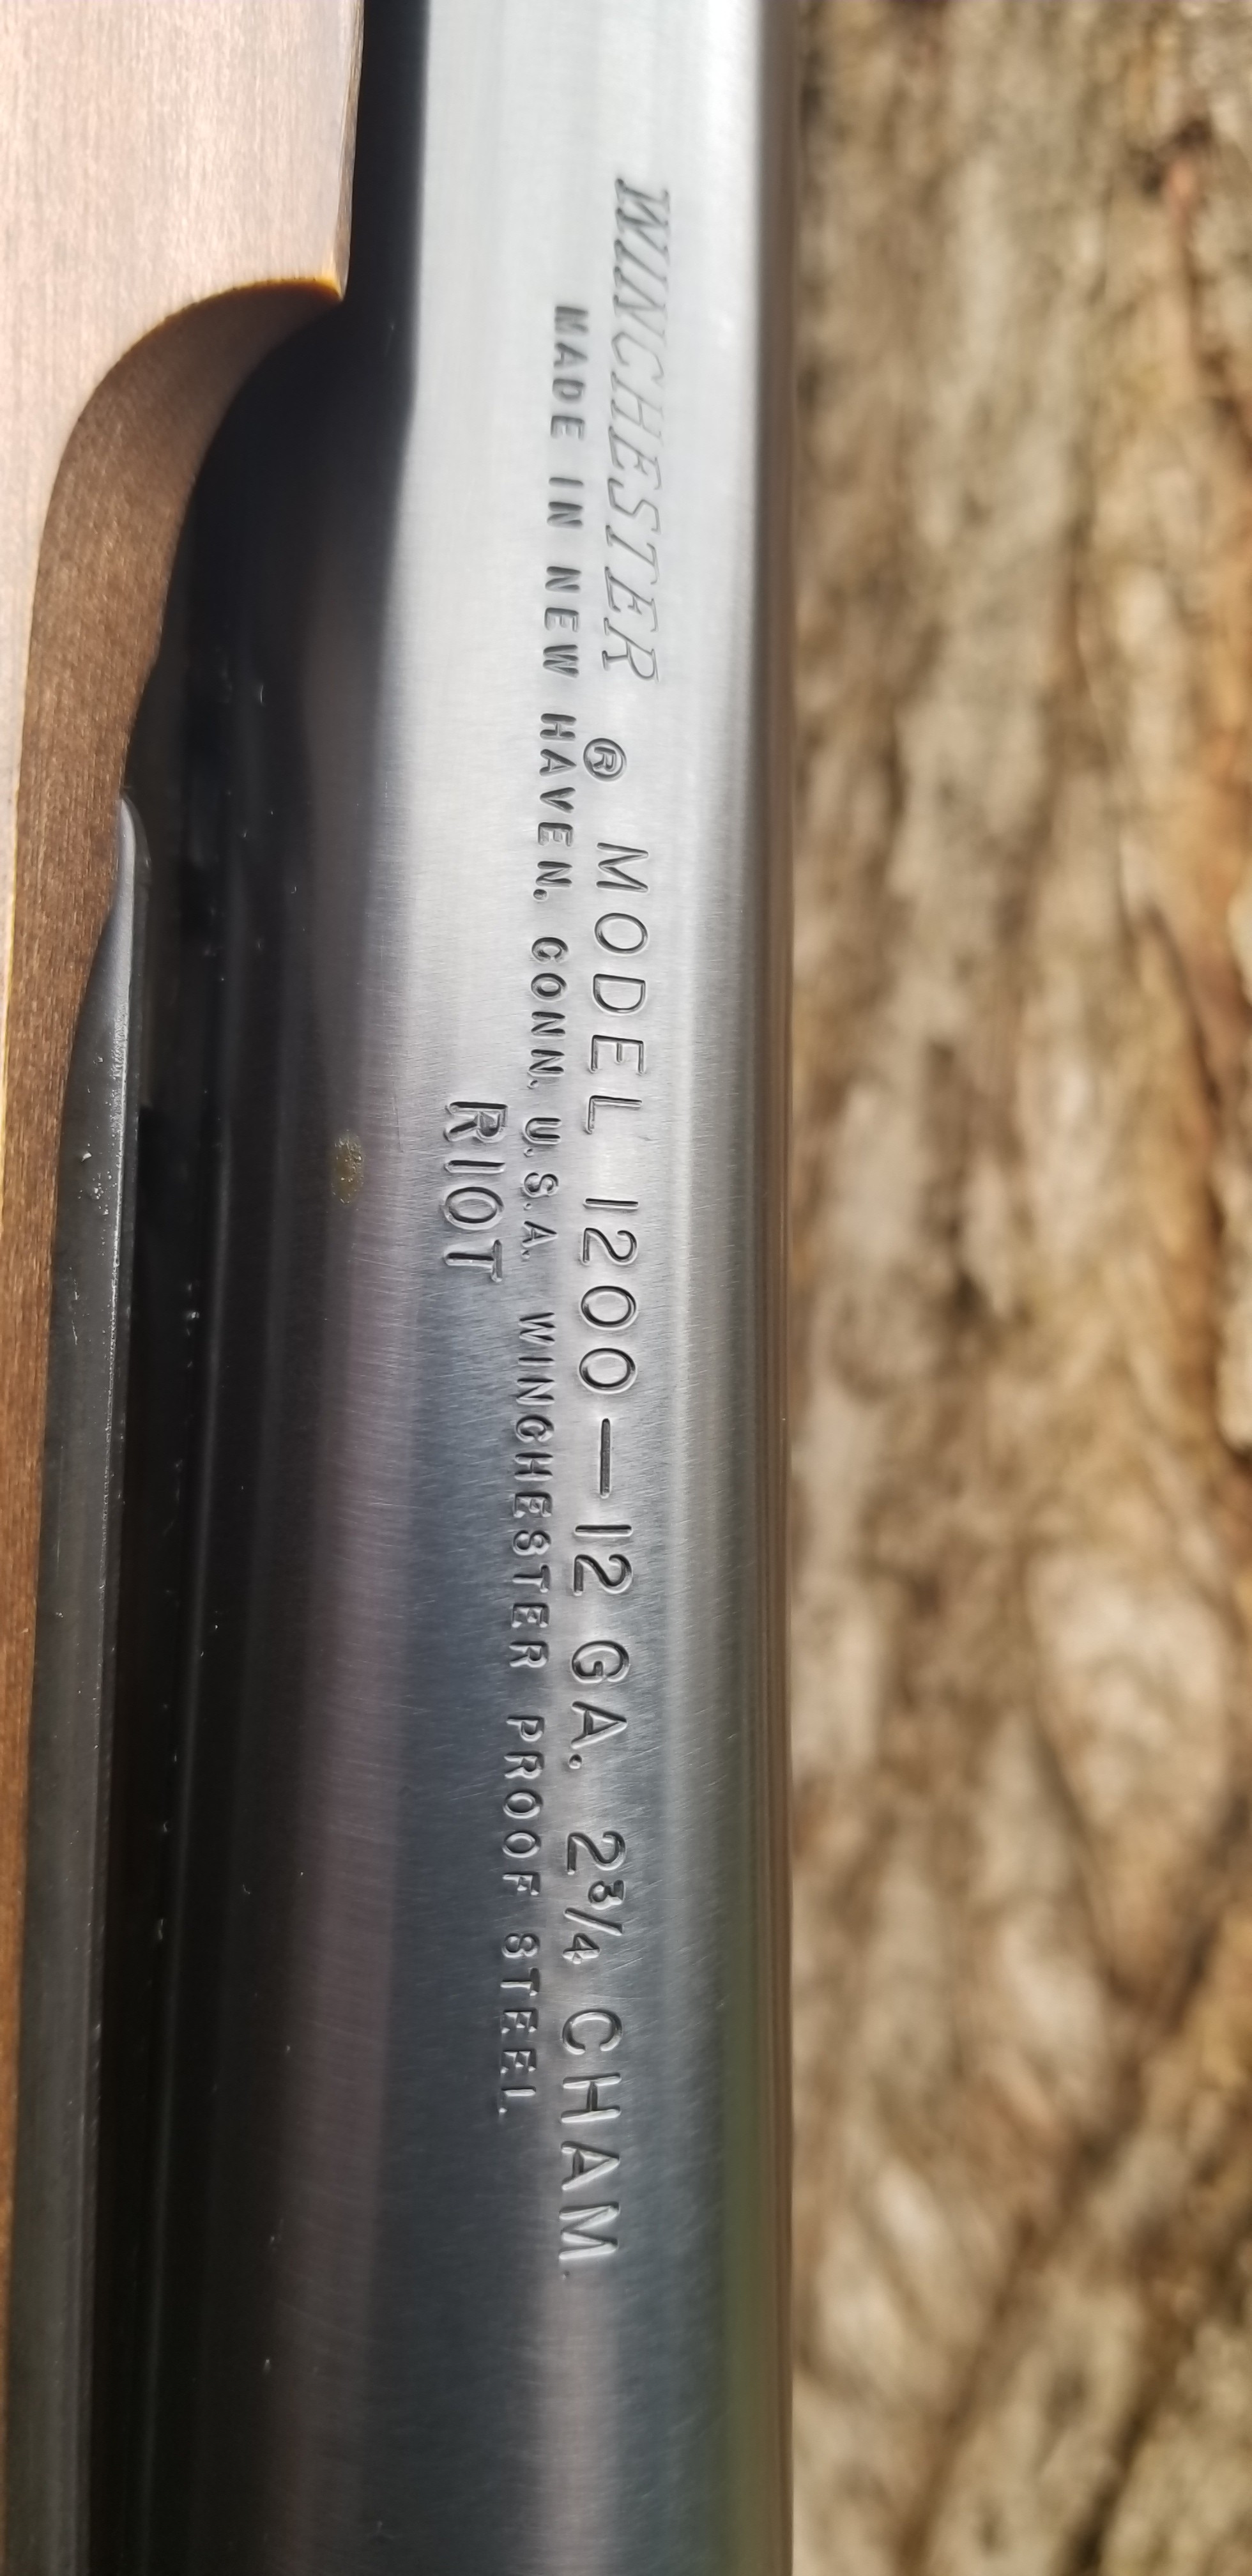 WINCHESTER ® MODEL 1200—12 GA. 2¾ CHAM.
MADE IN NEW HAVEN, CONN. U.S.A. WINCHESTER PROOF STEEL.
RIOT